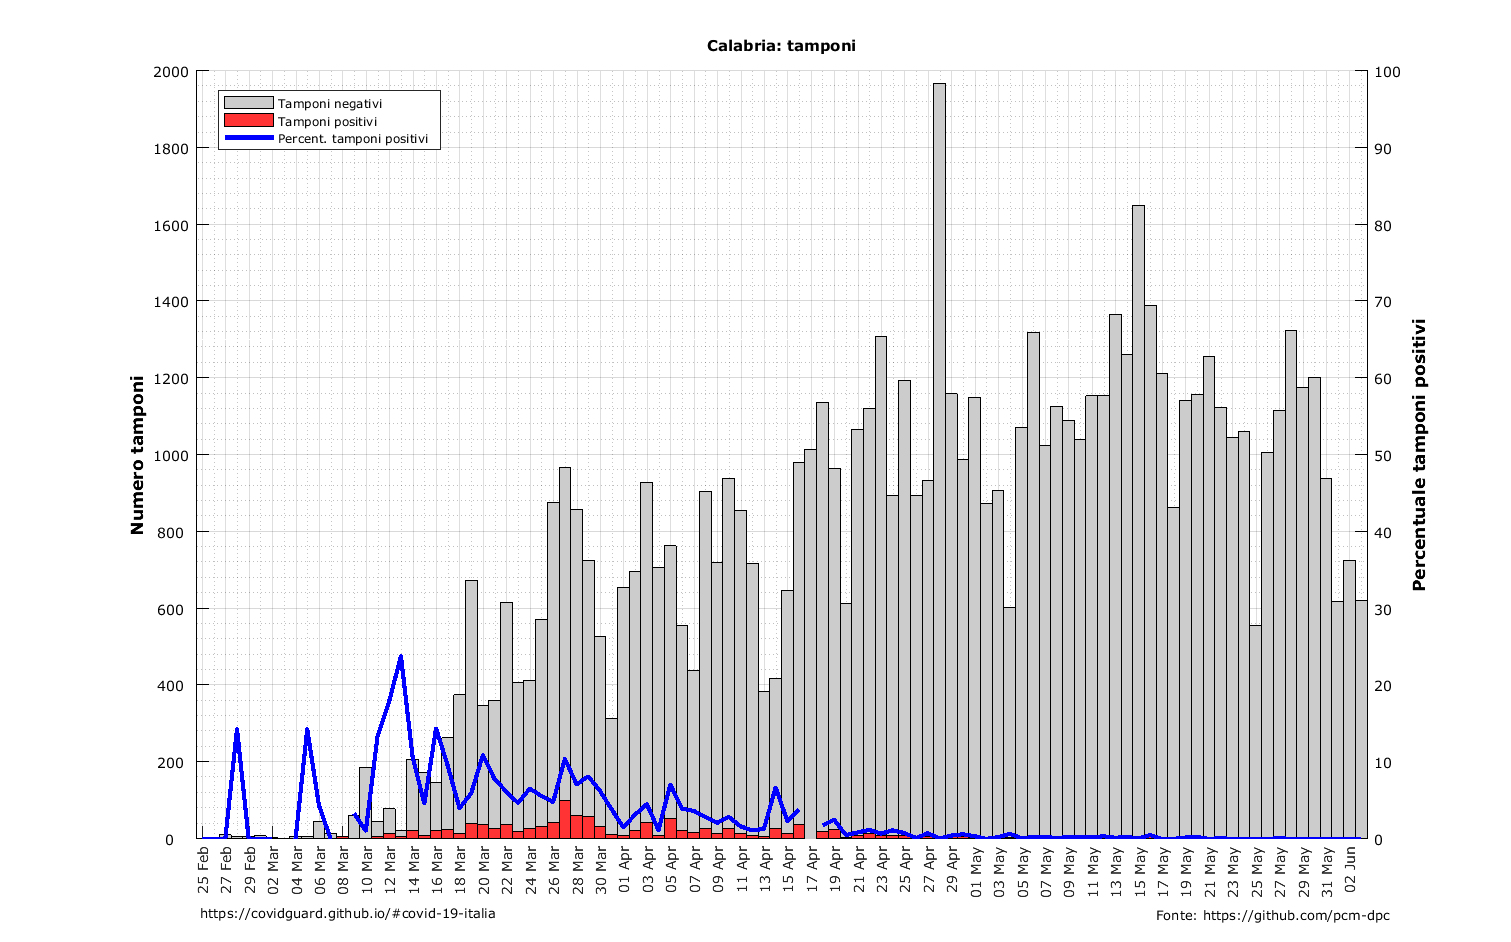 Calabria: tamponi
Tamponi negativi
Tamponi positivi
Percent. tamponi positivi
Numero tamponi
2000
1800
1600
1400
1200
1000
800
600
400
200
0
100
90
80
70
60
50
40
30
20
10
0
Percentuale tamponi positivi
25 Feb
27 Feb
29 Feb
02 Mar
04 Mar
06 Mar
08 Mar
10 Mar
12 Mar
14 Mar
16 Mar
18 Mar
20 Mar
22 Mar
24 Mar
26 Mar
28 Mar
30 Mar
01 Apr
03 Apr
05 Apr
07 Apr
09 Apr
11 Apr
13 Apr
15 Apr
17 Apr
19 Apr
21 Apr
23 Apr
25 Apr
27 Apr
29 Apr
01 May
03 May
05 May
07 May
09 May
11 May
13 May
15 May
17 May
19 May
21 May
23 May
25 May
27 May
29 May
31 May
02 Jun
https://covidguard.github.io/#covid-19-italia
Fonte: https://github.com/pcm-dpc